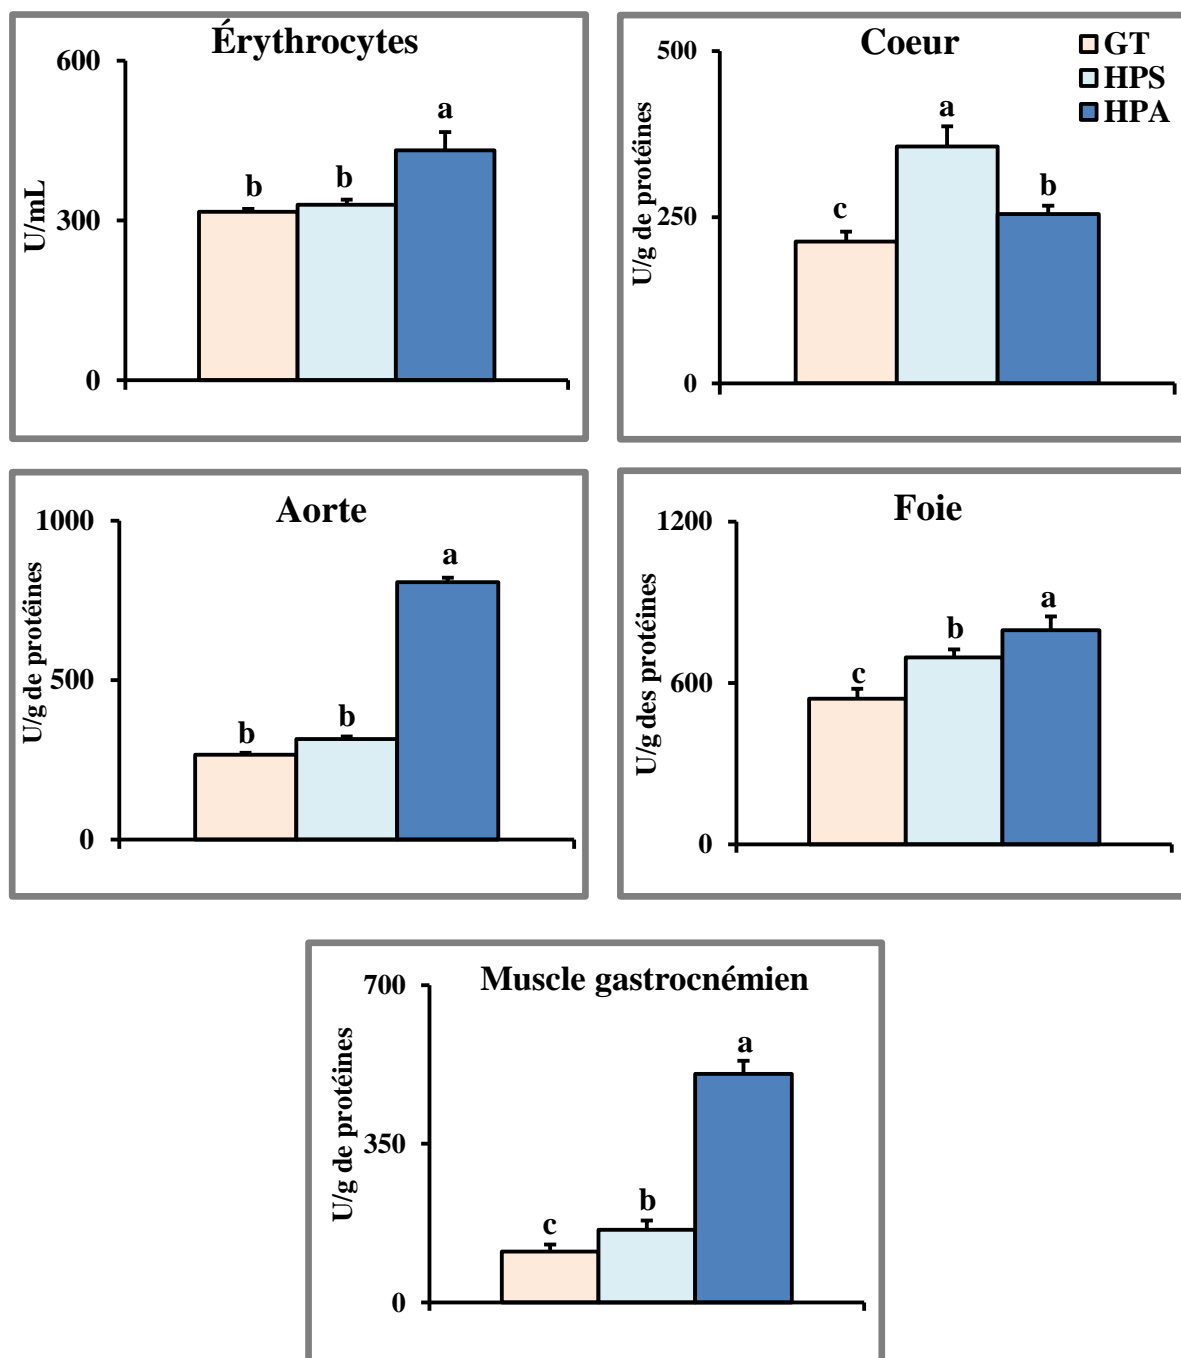 Érythrocytes
600
300
0
U/mL
b
b
a
Coeur
500
250
0
U/g de protéines
c
a
b
GT
HPS
HPA
Aorte
1000
500
0
U/g de protéines
b
b
a
Foie
1200
600
0
U/g des protéines
c
b
a
Muscle gastrocnémien
700
350
0
U/g de protéines
c
b
a